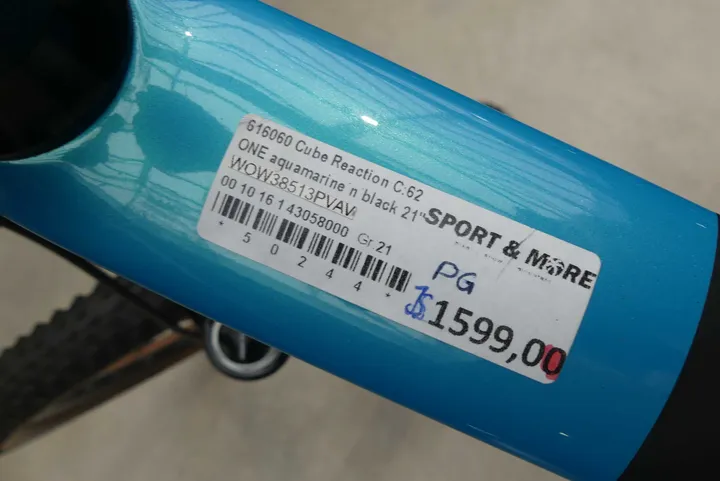 616060 Cube Reaction C:62
ONE aquamarine n black 21"
WOW38513PVAV
00 10 16 1 43058000 Gr 21
* 5 0 2 4 4 *
SPORT & MORE
PG
1599,00